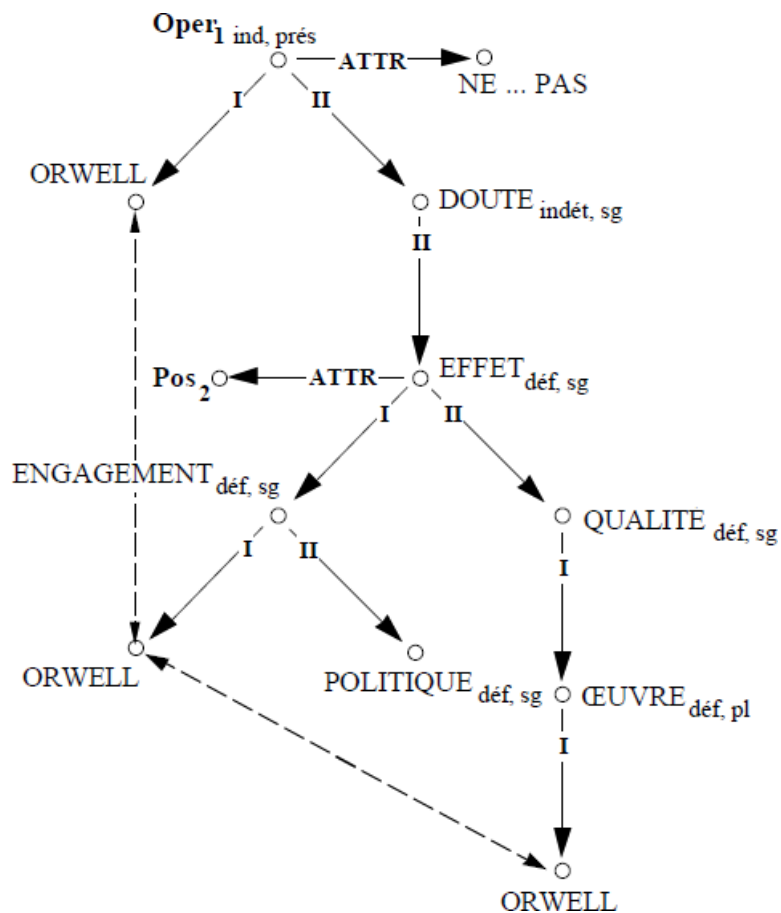 Oper1 ind, prés
ATTR
NE ... PAS
I
II
ORWELL
DOUTE indét, sg
II
Pos2
ATTR
EFFET déf, sg
I
II
ENGAGEMENT déf, sg
QUALITÉ déf, sg
I
II
I
ORWELL
POLITIQUE déf, sg
ŒUVRE déf, pl
I
ORWELL